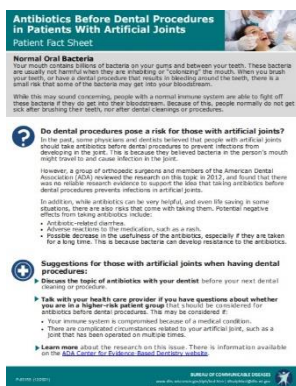 Antibiotics Before Dental Procedures
in Patients With Artificial Joints
Patient Fact Sheet
Normal Oral Bacteria
Your mouth contains billions of bacteria on your gums and between your teeth. These bacteria
are usually not harmful when they are inhabiting or "colonizing" the mouth. When you brush
your teeth, or have a dental procedure that results in bleeding around the teeth, there is a
small risk that some of the bacteria may get into your bloodstream.
While this may sound concerning, people with a normal immune system are able to fight off
these bacteria if they do get into their bloodstream. Because of this, people normally do not get
sick after brushing their teeth, nor after dental cleanings or procedures.
Do dental procedures pose a risk for those with artificial joints?
In the past, some physicians and dentists believed that people with artificial joints
should take antibiotics before dental procedures to prevent infections from
developing in the joint. This is because they believed bacteria in the person's mouth
might travel to and cause infection in the joint.
However, a group of orthopedic surgeons and members of the American Dental
Association (ADA) reviewed the research on this topic in 2012, and found that there
was no reliable research evidence to support the idea that taking antibiotics before
dental procedures prevents infections in artificial joints.
In addition, while antibiotics can be very helpful, and even life saving in some
situations, there are also risks that come with taking them. Potential negative
effects from taking antibiotics include:
• Antibiotic-related diarrhea.
• Adverse reactions to the medication, such as a rash.
• Possible decrease in the usefulness of the antibiotics, especially if they are taken
for a long time. This is because bacteria can develop resistance to the antibiotics.
Suggestions for those with artificial joints when having dental
procedures:
Discuss the topic of antibiotics with your dentist before your next dental
cleaning or procedure.
Talk with your health care provider if you have questions about whether
you are in a higher-risk patient group that should be considered for
antibiotics before dental procedures. This may be considered if:
• Your immune system is compromised because of a medical condition.
• There are complicated circumstances related to your artificial joint, such as a
joint that has been operated on multiple times.
Learn more about the research on this issue. There is information available
on the ADA Center for Evidence-Based Dentistry website.
BUREAU OF COMMUNICABLE DISEASES